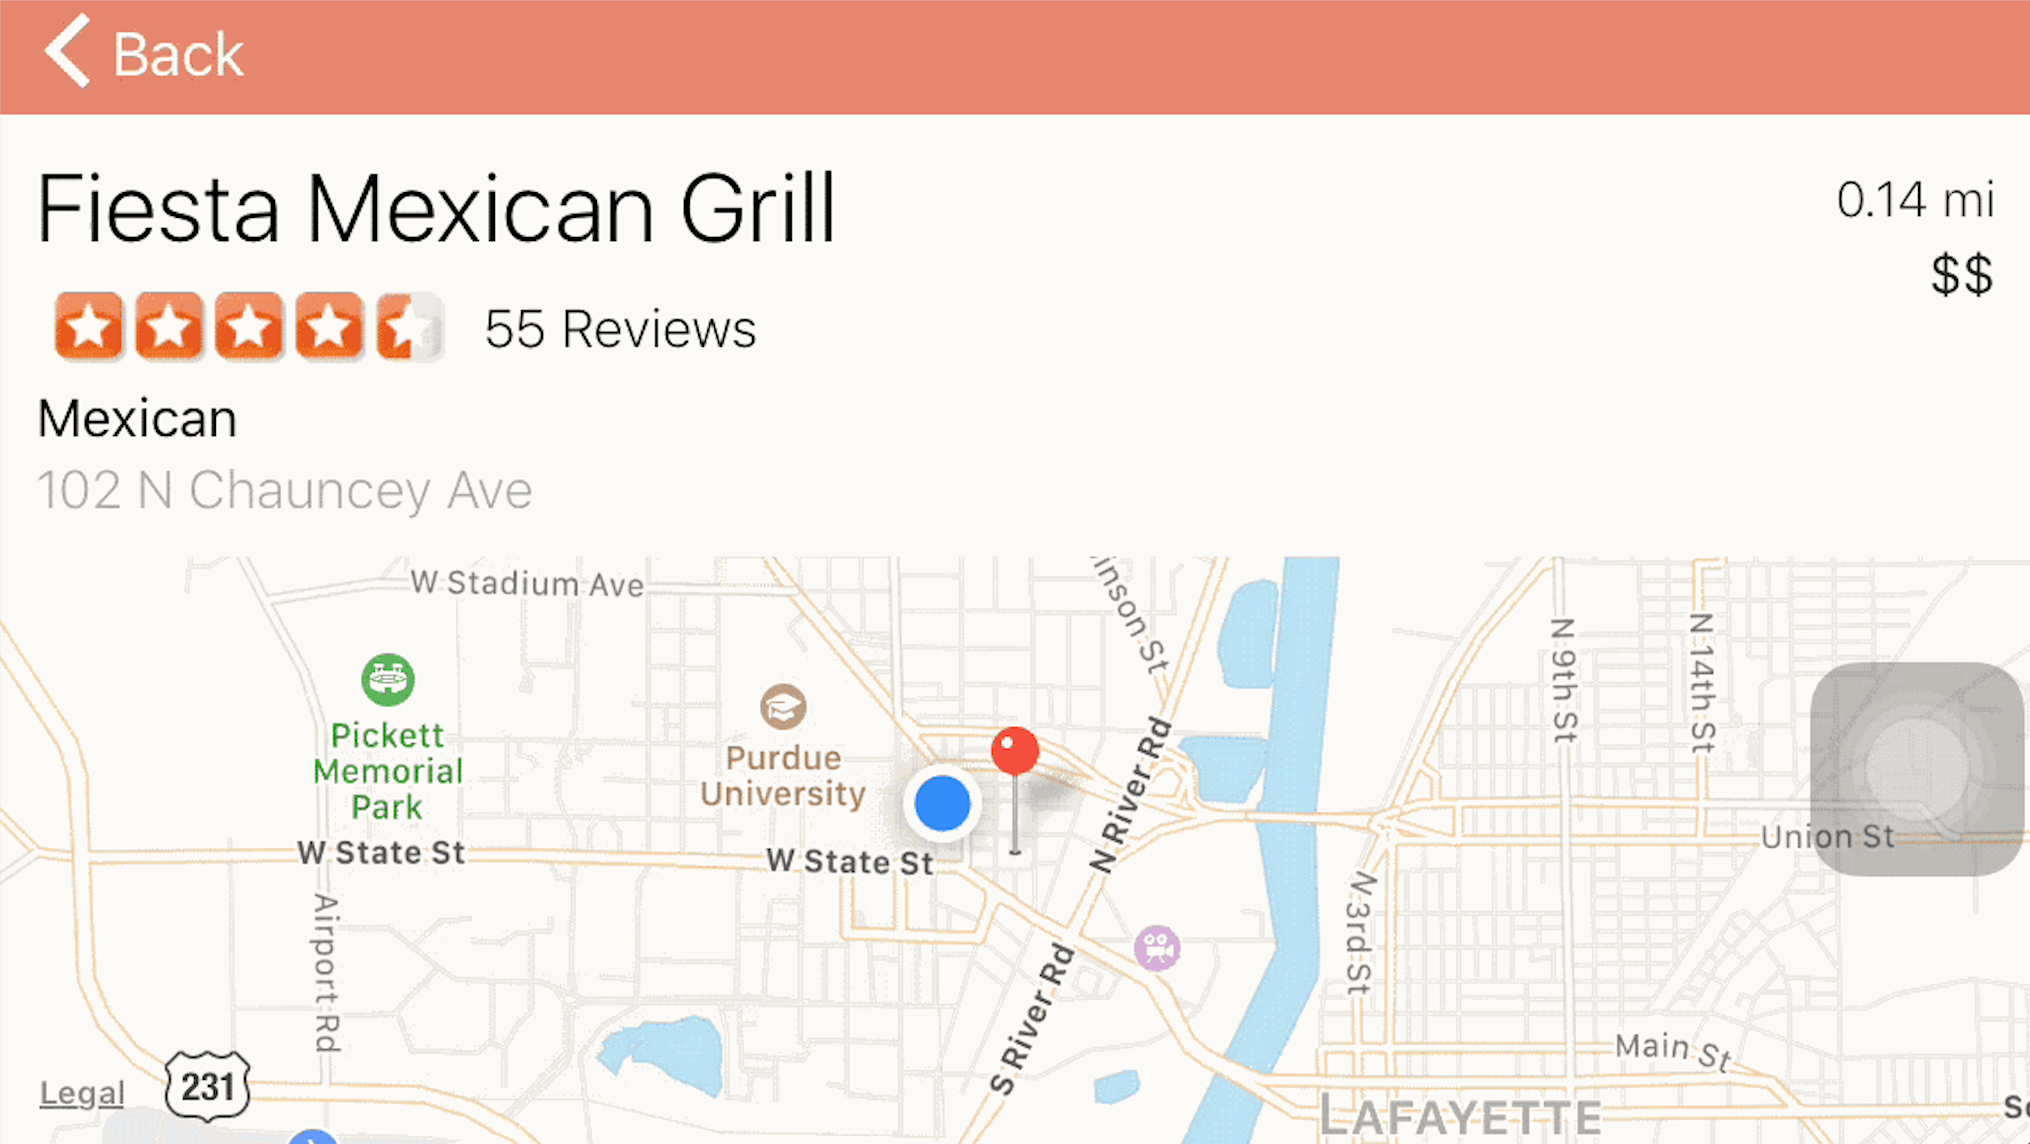 Back
Fiesta Mexican Grill
0.14 mi
$$
55 Reviews
Mexican
102 N Chauncey Ave
W Stadium Ave
inson St
N 9th St
N 14th St
Pickett
Memorial
Park
Purdue
University
N River Rd
Union St
W State St
W State St
N 3rd St
Airport Rd
S River Rd
Main St
Legal
231
LAFAYETTE